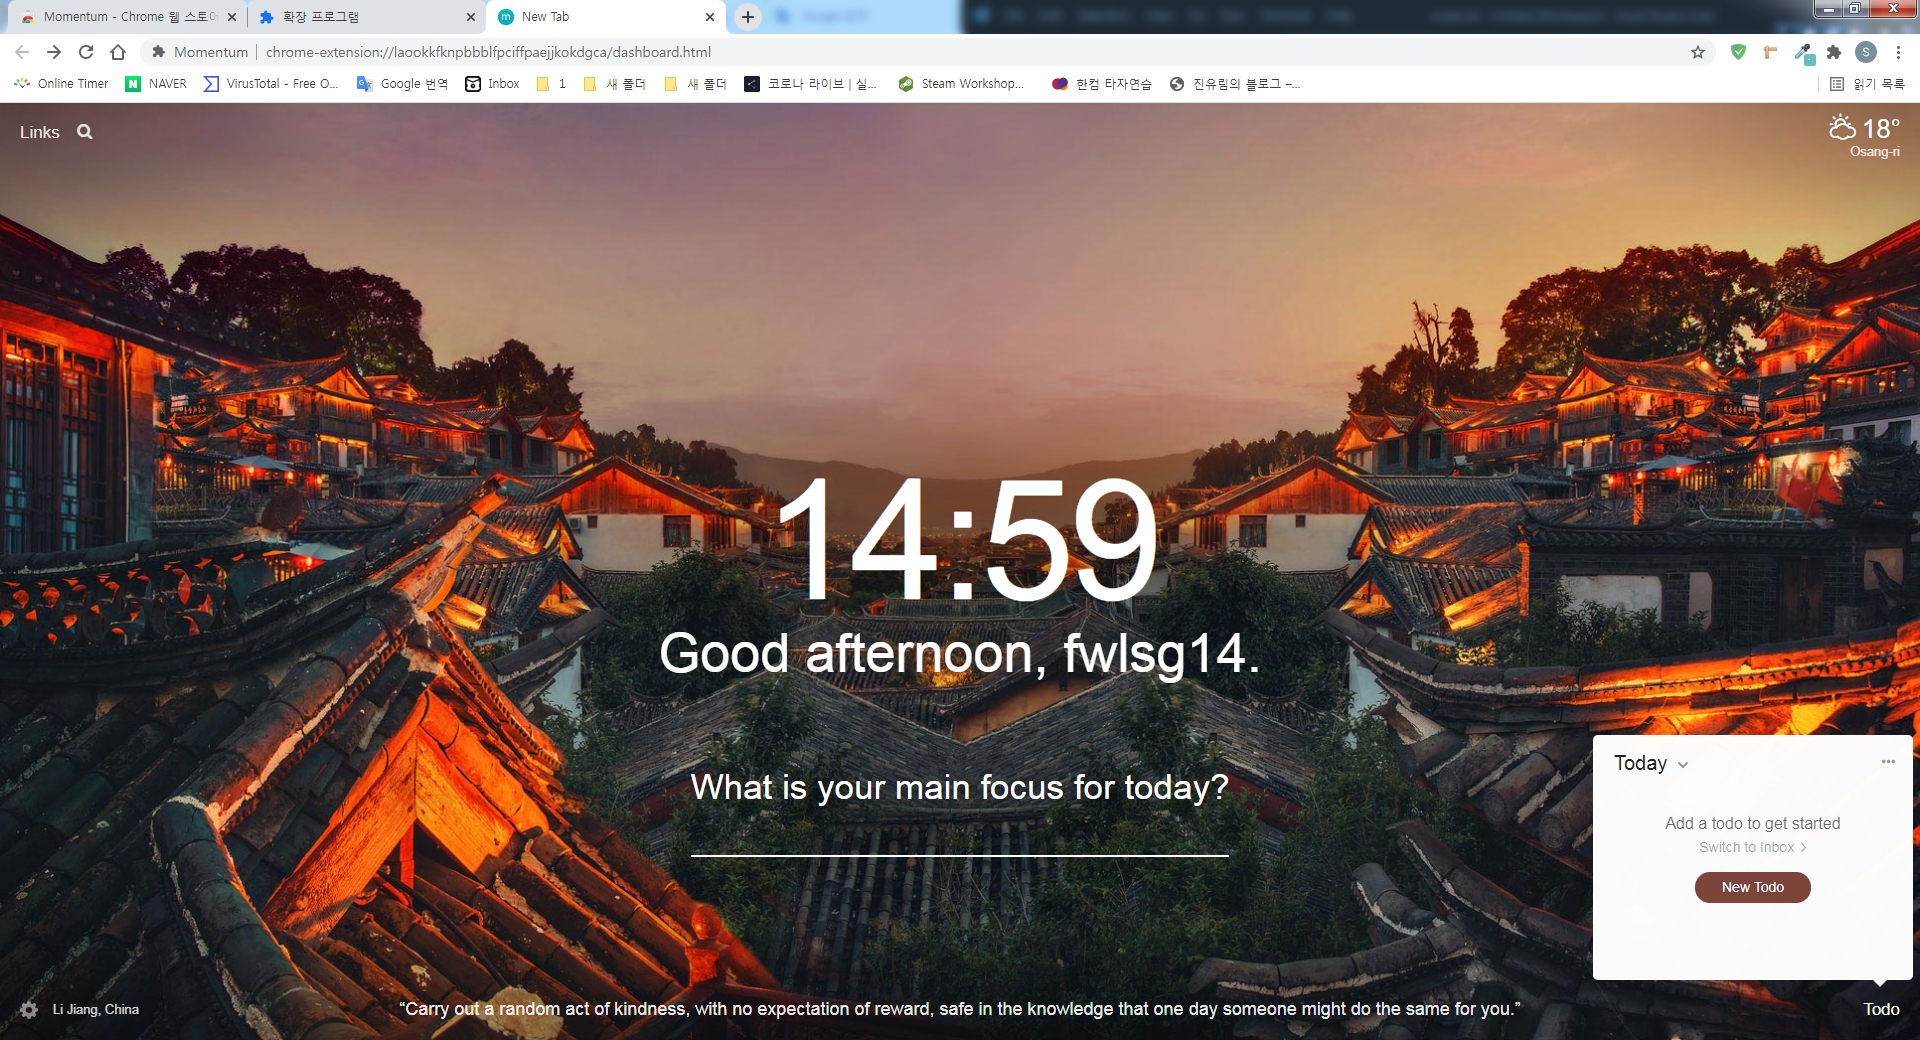 Momentum - Chrome 웹 스토어
확장 프로그램
New Tab
Momentum
chrome-extension://laookkfknpbbblfpciffpaejjkokdgca/dashboard.html
S
Online Timer
NAVER
VirusTotal - Free O...
Google 번역
Inbox
1
새 폴더
새 폴더
코로나 라이브 | 실...
Steam Workshop...
한컴 타자연습
진유림의 블로그 –...
읽기 목록
Links
18°
Osang-ri
14:59
Good afternoon, fwlsg14.
What is your main focus for today?
Today
Add a todo to get started
Switch to Inbox
New Todo
Li Jiang, China
“Carry out a random act of kindness, with no expectation of reward, safe in the knowledge that one day someone might do the same for you.”
Todo